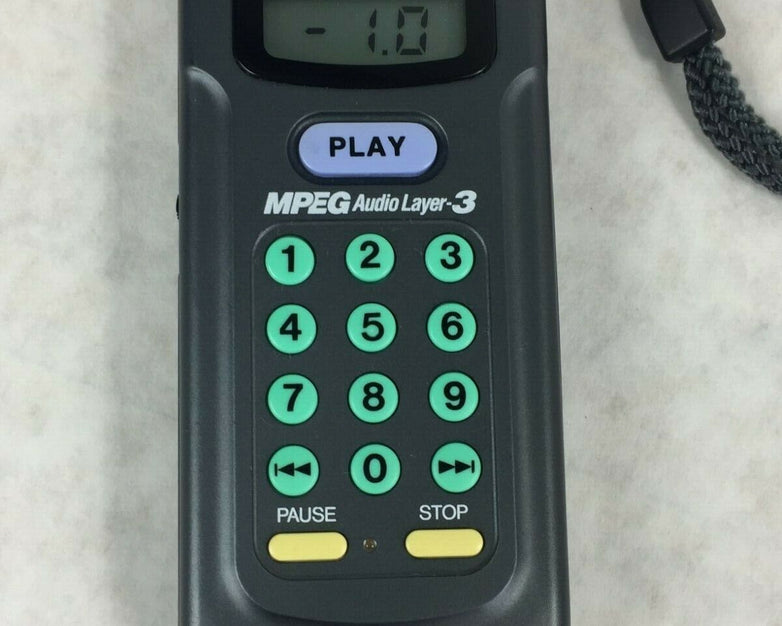 - 1.0
PLAY
MPEG Audio Layer-3
1 2 3
4 5 6
7 8 9
0
PAUSE STOP